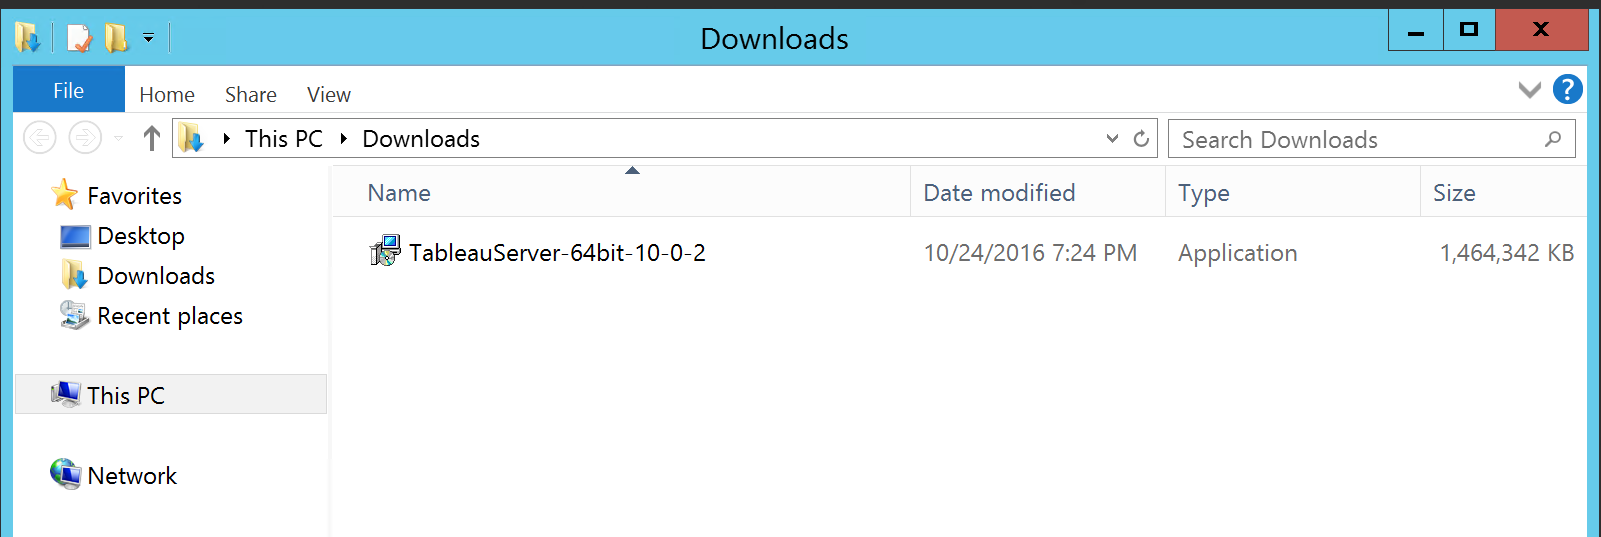 Downloads
File Home Share View
This PC Downloads Search Downloads
Favorites
Desktop
Downloads
Recent places
This PC
Network
Name Date modified Type Size
TableauServer-64bit-10-0-2 10/24/2016 7:24 PM Application 1,464,342 KB